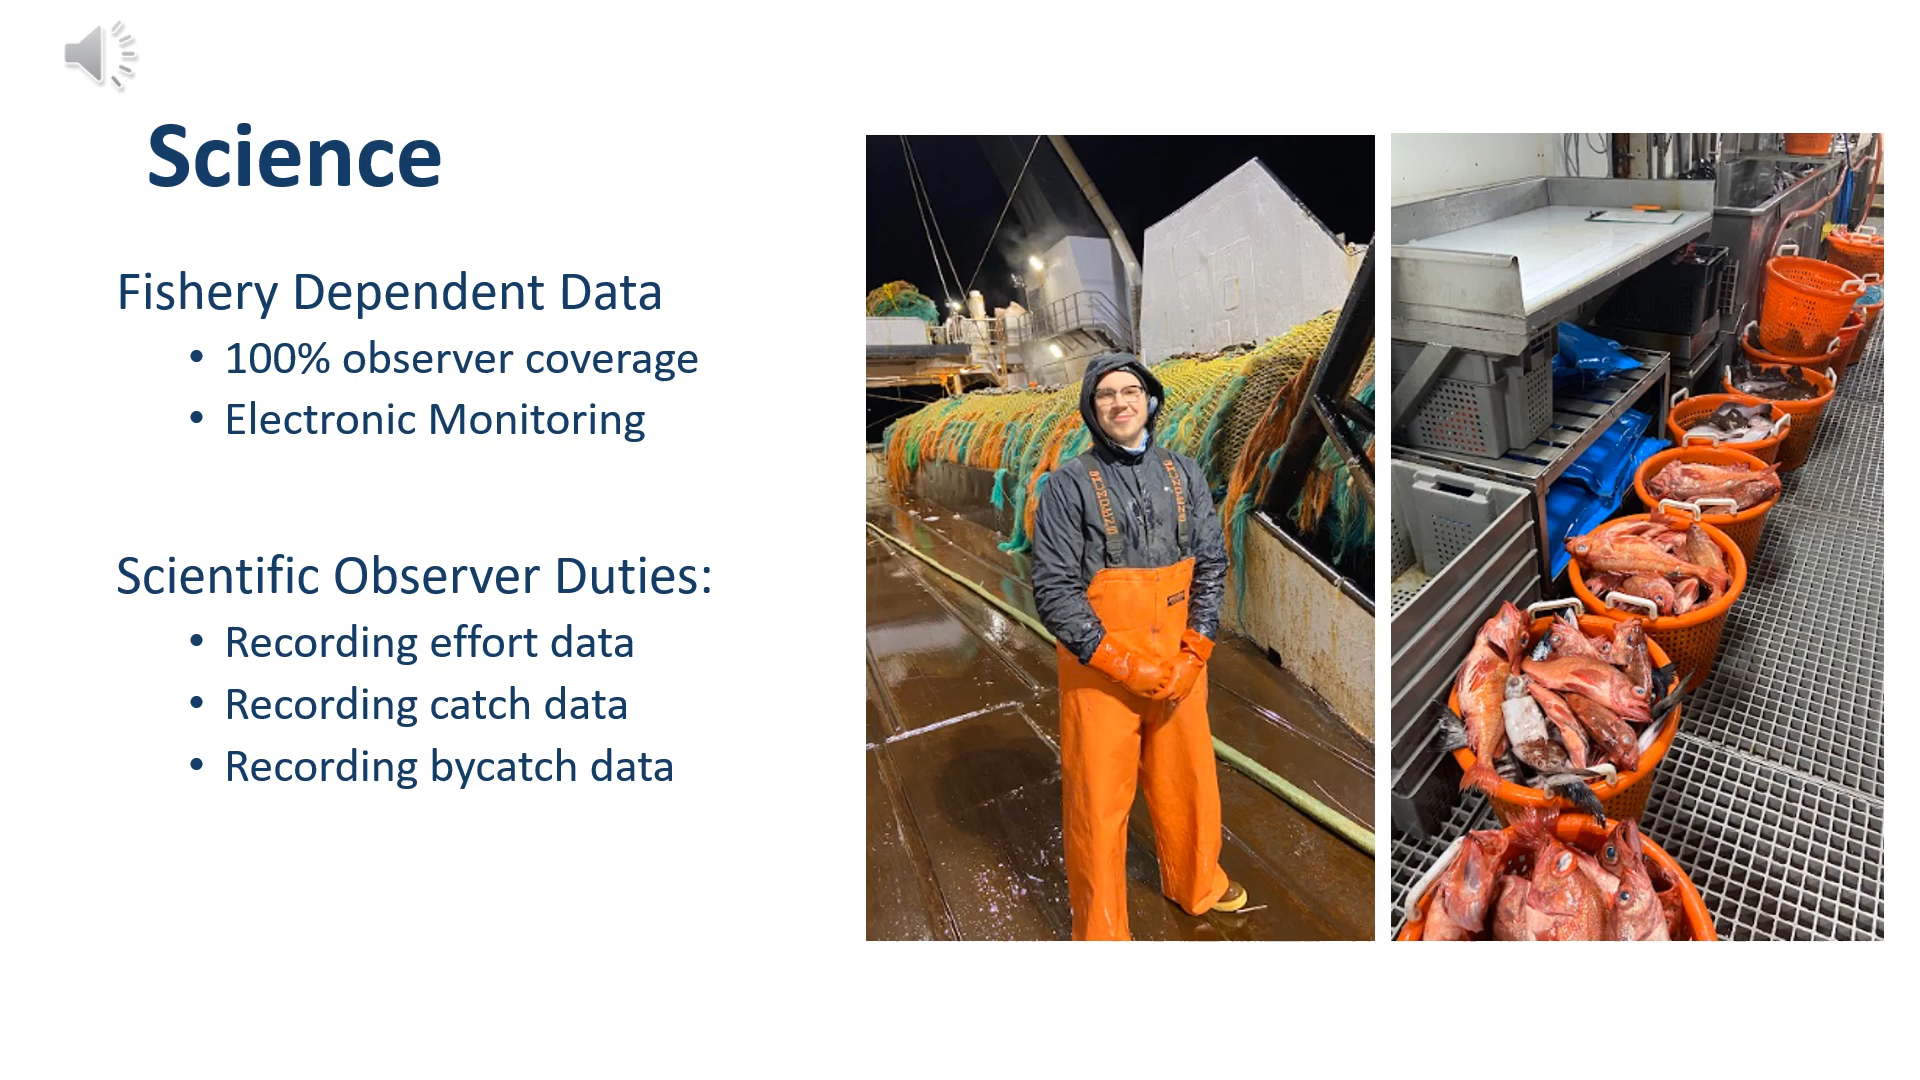 Science
Fishery Dependent Data
• 100% observer coverage
• Electronic Monitoring
Scientific Observer Duties:
• Recording effort data
• Recording catch data
• Recording bycatch data